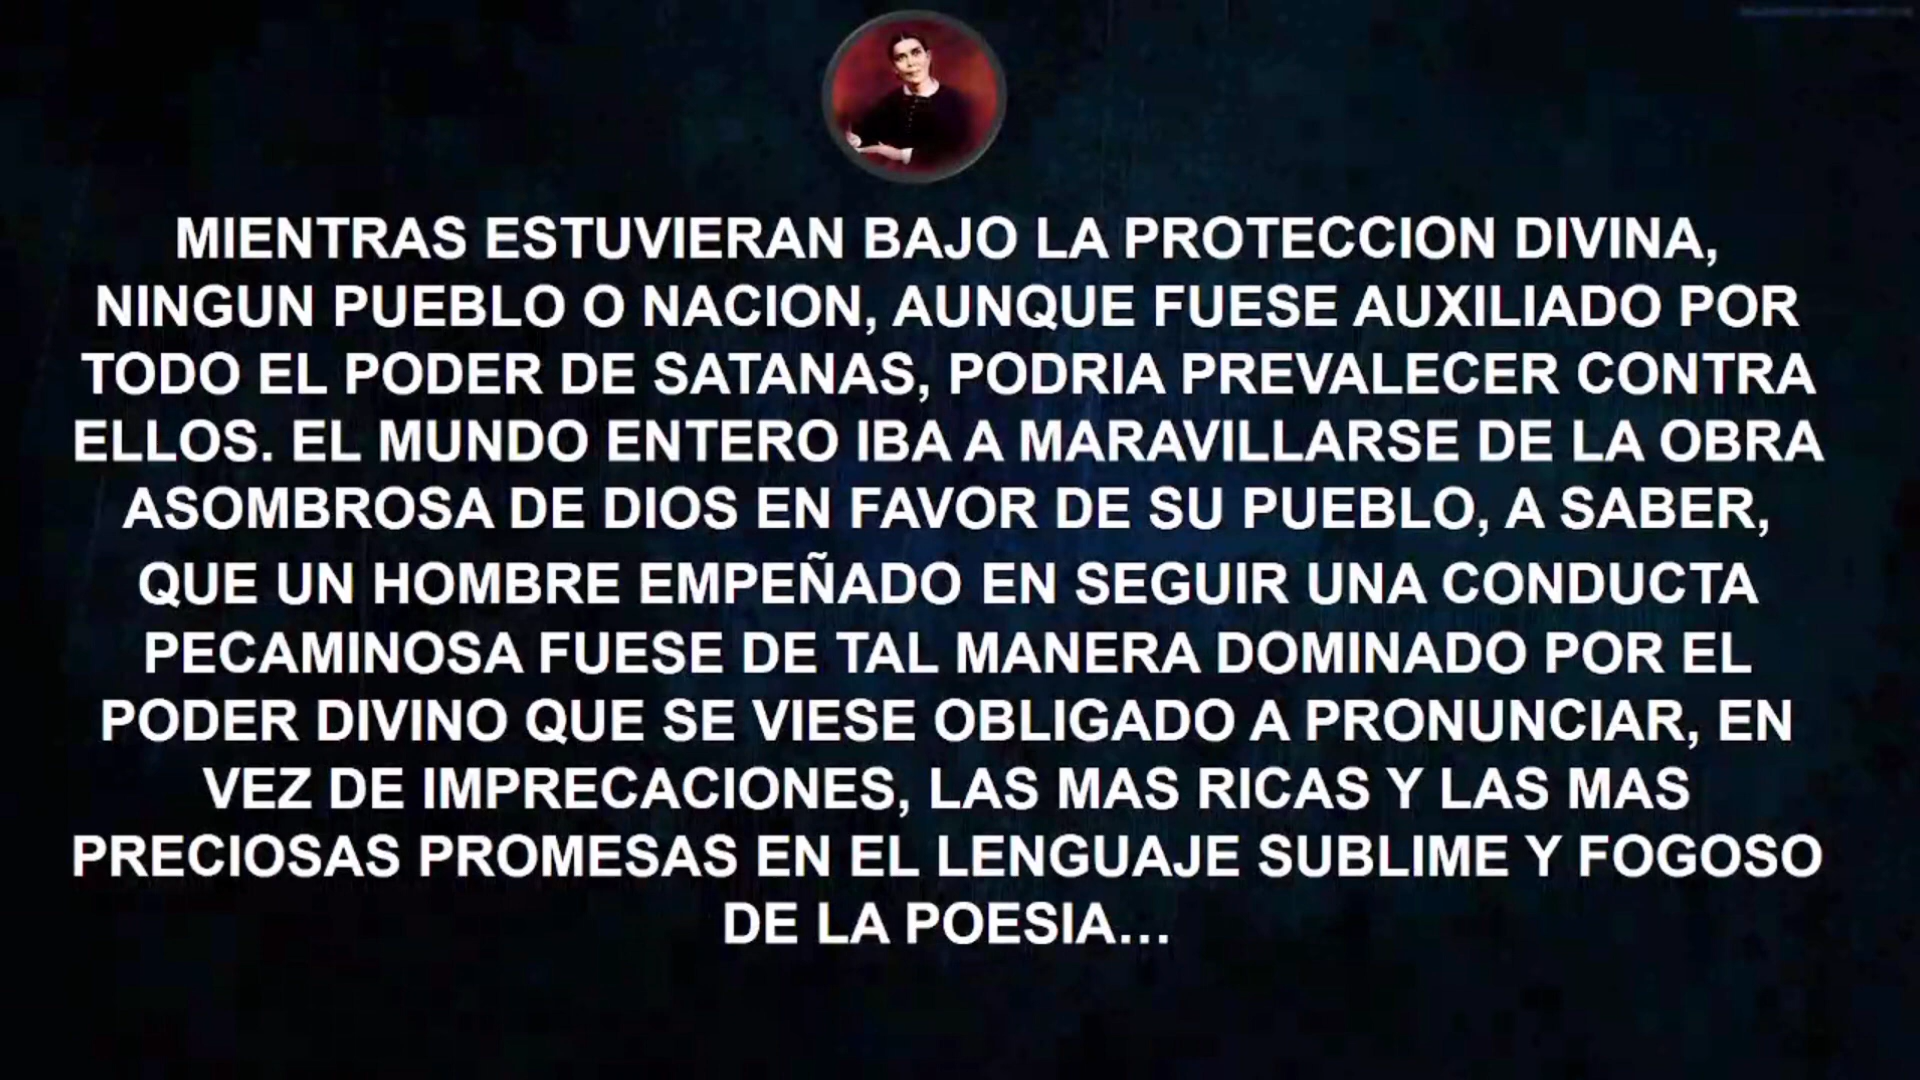 MIENTRAS ESTUVIERAN BAJO LA PROTECCION DIVINA,
NINGUN PUEBLO O NACION, AUNQUE FUESE AUXILIADO POR
TODO EL PODER DE SATANAS, PODRIA PREVALECER CONTRA
ELLOS. EL MUNDO ENTERO IBA A MARAVILLARSE DE LA OBRA
ASOMBROSA DE DIOS EN FAVOR DE SU PUEBLO, A SABER,
QUE UN HOMBRE EMPEÑADO EN SEGUIR UNA CONDUCTA
PECAMINOSA FUESE DE TAL MANERA DOMINADO POR EL
PODER DIVINO QUE SE VIESE OBLIGADO A PRONUNCIAR, EN
VEZ DE IMPRECACIONES, LAS MAS RICAS Y LAS MAS
PRECIOSAS PROMESAS EN EL LENGUAJE SUBLIME Y FOGOSO
DE LA POESIA...